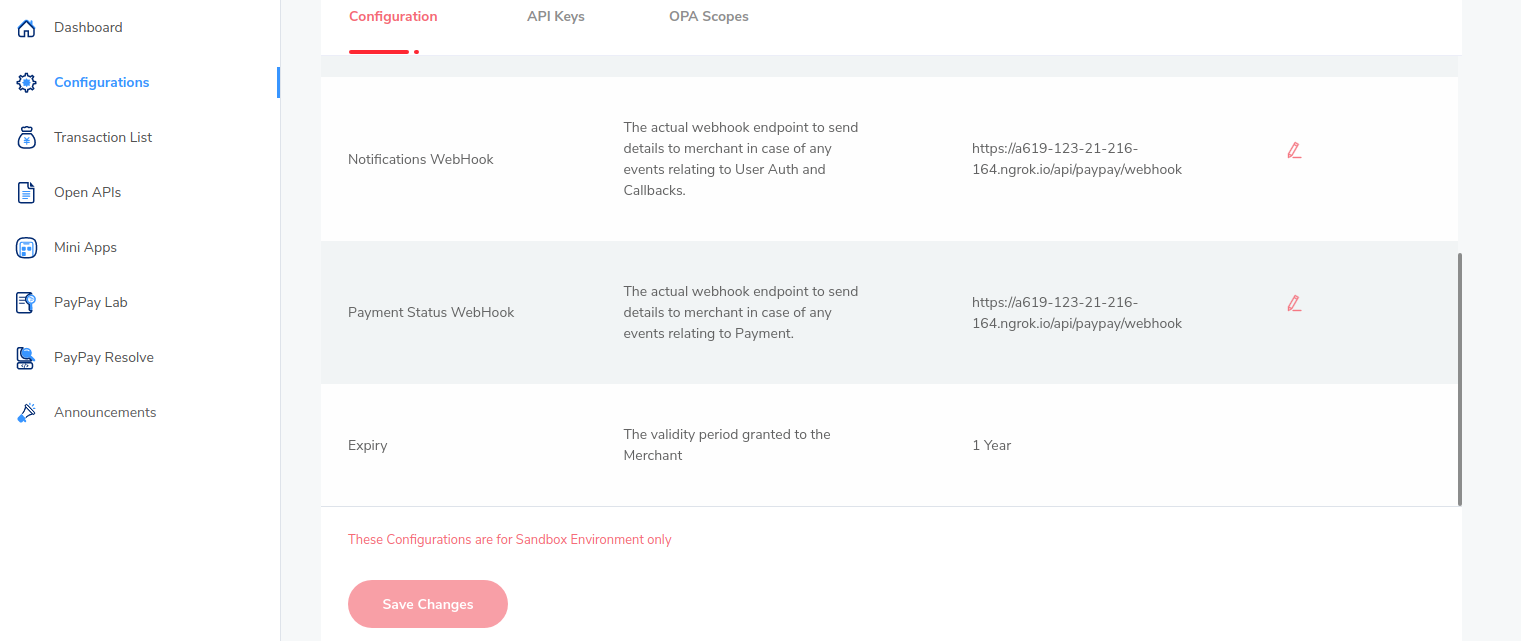 Dashboard
Configurations
Transaction List
Open APIs
Mini Apps
PayPay Lab
PayPay Resolve
Announcements
Configuration
API Keys
OPA Scopes
Notifications WebHook
The actual webhook endpoint to send
details to merchant in case of any
events relating to User Auth and
Callbacks.
https://a619-123-21-216-
164.ngrok.io/api/paypay/webhook
Payment Status WebHook
The actual webhook endpoint to send
details to merchant in case of any
events relating to Payment.
https://a619-123-21-216-
164.ngrok.io/api/paypay/webhook
Expiry
The validity period granted to the
Merchant
1 Year
These Configurations are for Sandbox Environment only
Save Changes